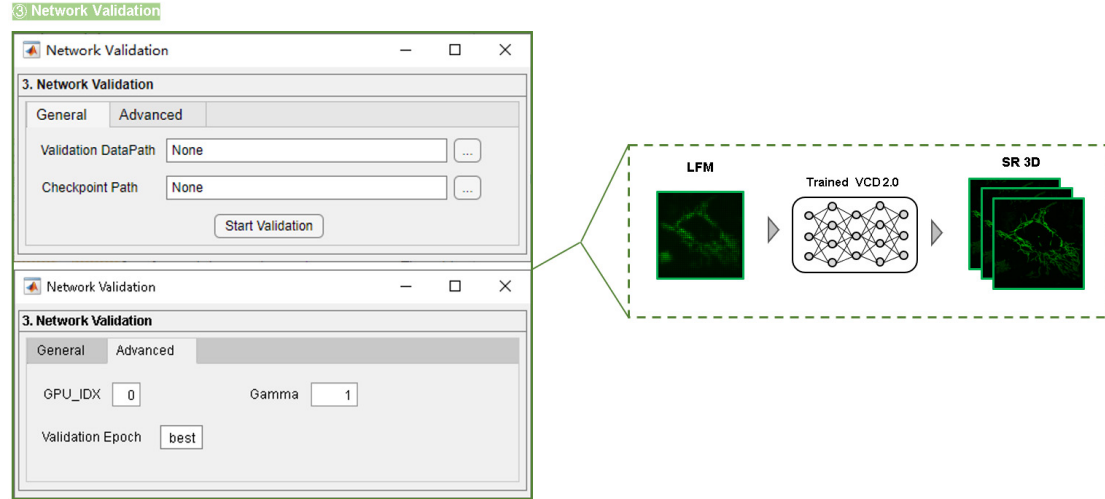 ③ Network Validation
Network Validation
3. Network Validation
General Advanced
Validation DataPath None ...
Checkpoint Path None ...
Start Validation
Network Validation
3. Network Validation
General Advanced
GPU_IDX 0 Gamma 1
Validation Epoch best
LFM
Trained VCD 2.0
SR 3D